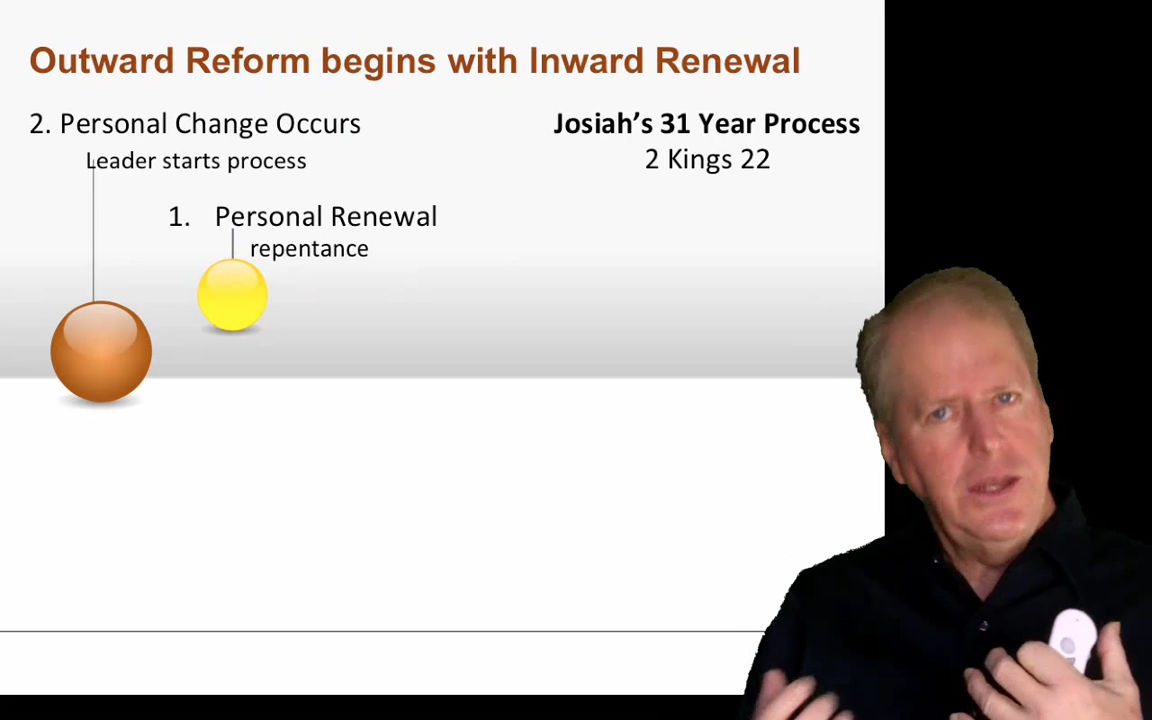 Outward Reform begins with Inward Renewal
2. Personal Change Occurs
Leader starts process
Josiah’s 31 Year Process
2 Kings 22
1. Personal Renewal
repentance